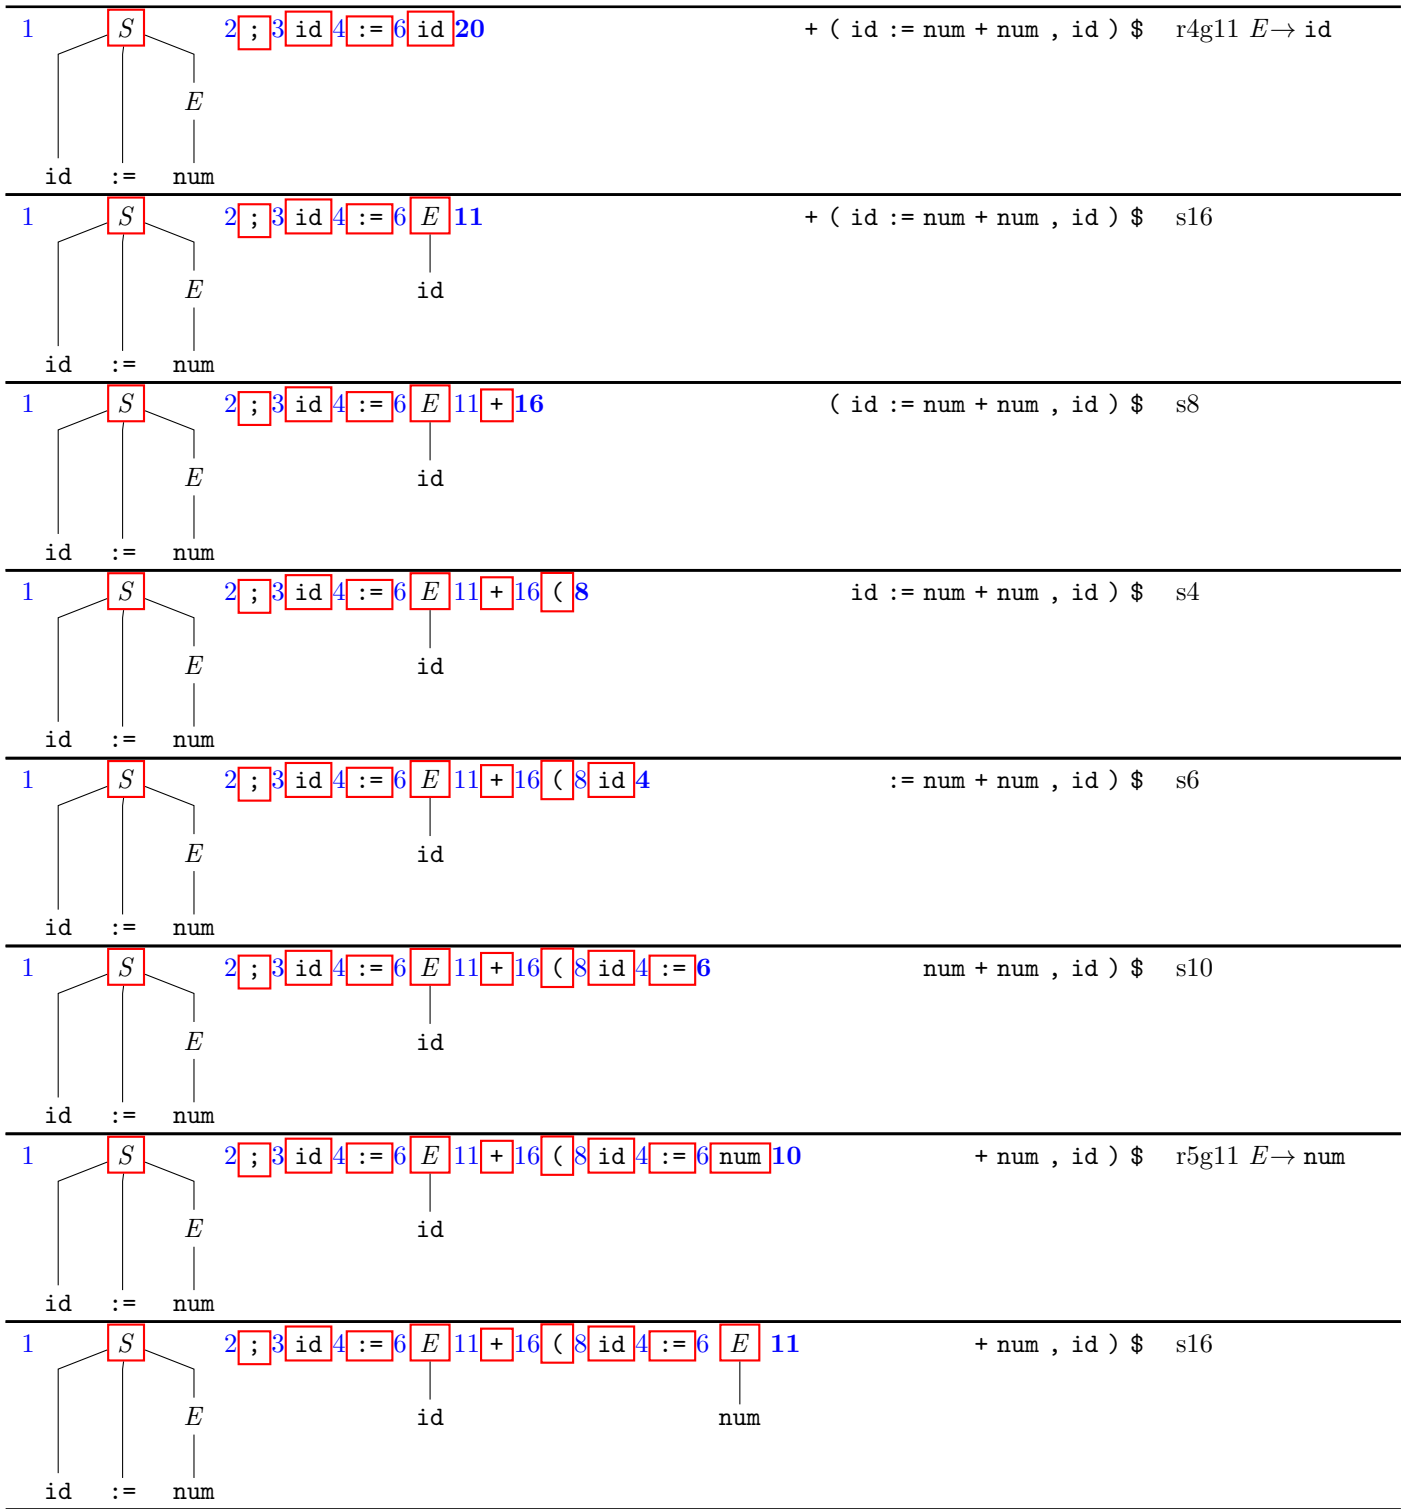 1 S 2 ; 3 id 4 := 6 id 20 + ( id := num + num , id ) $ r4g11 E→ id
E
id := num
1 S 2 ; 3 id 4 := 6 E 11 + ( id := num + num , id ) $ s16
E id
id := num
1 S 2 ; 3 id 4 := 6 E 11 + 16 ( id := num + num , id ) $ s8
E id
id := num
1 S 2 ; 3 id 4 := 6 E 11 + 16 ( 8 id := num + num , id ) $ s4
E id
id := num
1 S 2 ; 3 id 4 := 6 E 11 + 16 ( 8 id 4 := num + num , id ) $ s6
E id
id := num
1 S 2 ; 3 id 4 := 6 E 11 + 16 ( 8 id 4 := 6 num + num , id ) $ s10
E id
id := num
1 S 2 ; 3 id 4 := 6 E 11 + 16 ( 8 id 4 := 6 num 10 + num , id ) $ r5g11 E→ num
E id
id := num
1 S 2 ; 3 id 4 := 6 E 11 + 16 ( 8 id 4 := 6 E 11 + num , id ) $ s16
E id num
id := num